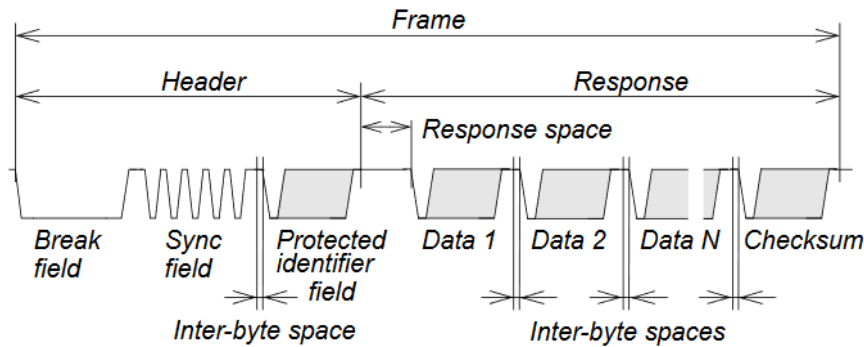 Frame
Header
Response
Response space
Break
field
Sync
field
Protected
identifier
field
Data 1
Data 2
Data N
Checksum
Inter-byte space
Inter-byte spaces